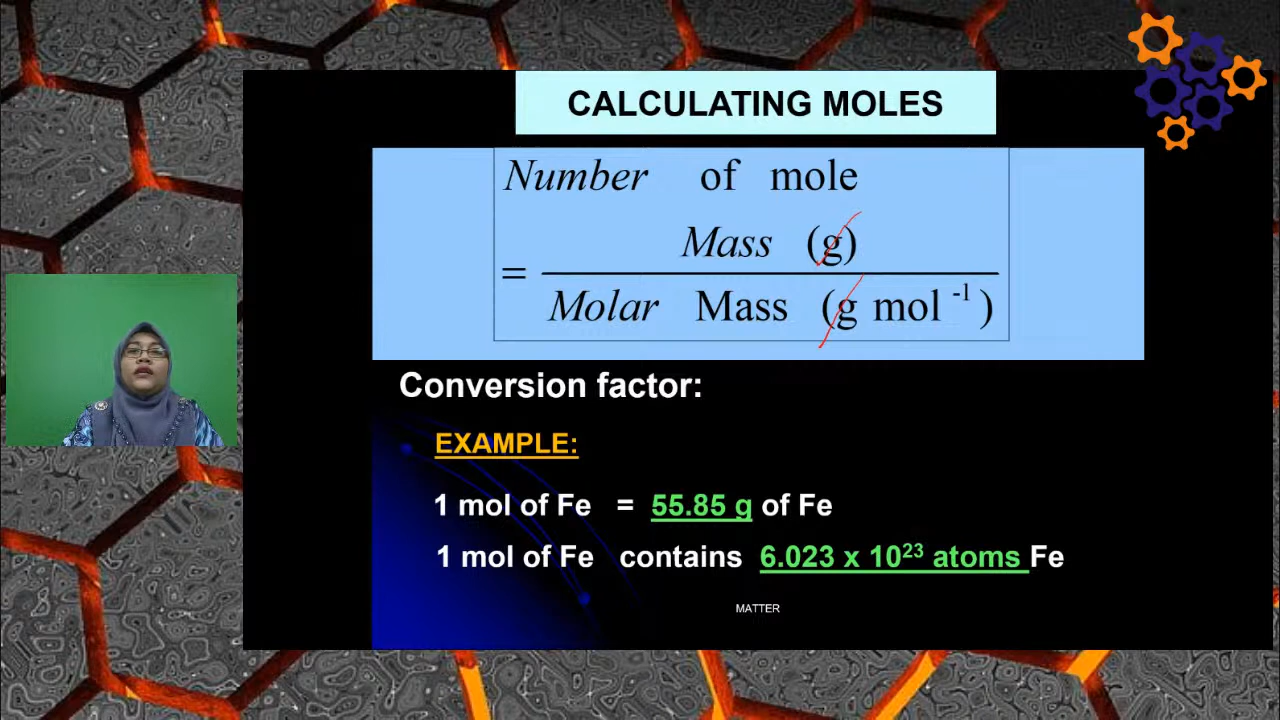 CALCULATING MOLES
Number of mole
Mass (g)
=
Molar Mass (g mol -1 )
Conversion factor:
EXAMPLE:
1 mol of Fe = 55.85 g of Fe
1 mol of Fe contains 6.023 x 10²³ atoms Fe
MATTER